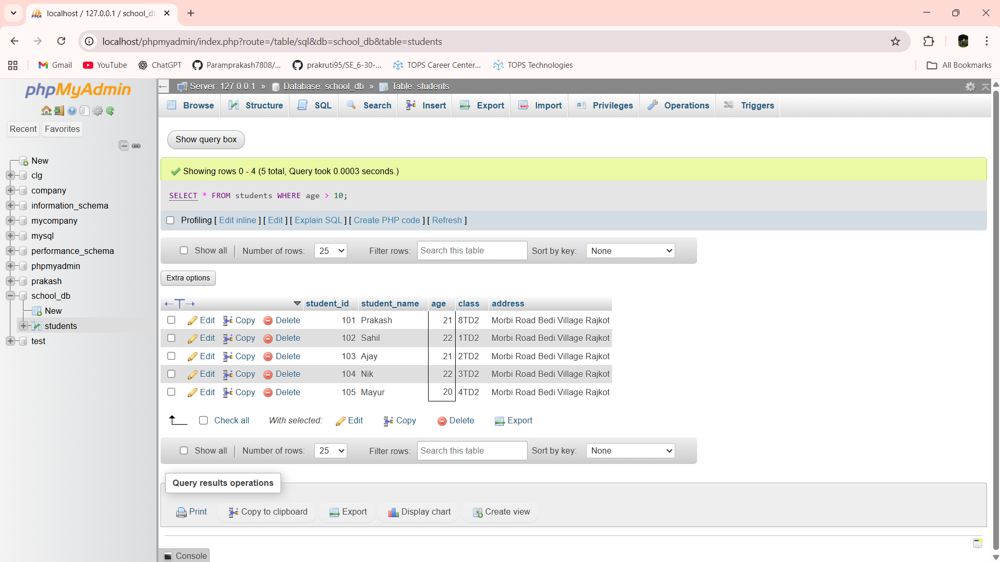 localhost / 127.0.0.1 / school_db
localhost/phpmyadmin/index.php?route=/table/sql&db=school_db&table=students
Gmail YouTube ChatGPT Paramprakash7808/... prakruti95/SE_6-30-... TOPS Career Center... TOPS Technologies All Bookmarks
phpMyAdmin
Recent Favorites
New
clg
company
information_schema
mycompany
mysql
performance_schema
phpmyadmin
prakash
school_db
New
students
test
Server: 127.0.0.1 » Database: school_db » Table: students
Browse Structure SQL Search Insert Export Import Privileges Operations Triggers
Show query box
Showing rows 0 - 4 (5 total, Query took 0.0003 seconds.)
SELECT * FROM students WHERE age > 10;
Profiling [ Edit inline ] [ Edit ] [ Explain SQL ] [ Create PHP code ] [ Refresh ]
Show all Number of rows: 25 Filter rows: Search this table Sort by key: None
Extra options
←T→ student_id student_name age class address
Edit Copy Delete 101 Prakash 21 8TD2 Morbi Road Bedi Village Rajkot
Edit Copy Delete 102 Sahil 22 1TD2 Morbi Road Bedi Village Rajkot
Edit Copy Delete 103 Ajay 21 2TD2 Morbi Road Bedi Village Rajkot
Edit Copy Delete 104 Nik 22 3TD2 Morbi Road Bedi Village Rajkot
Edit Copy Delete 105 Mayur 20 4TD2 Morbi Road Bedi Village Rajkot
Check all With selected: Edit Copy Delete Export
Show all Number of rows: 25 Filter rows: Search this table Sort by key: None
Query results operations
Print Copy to clipboard Export Display chart Create view
Console